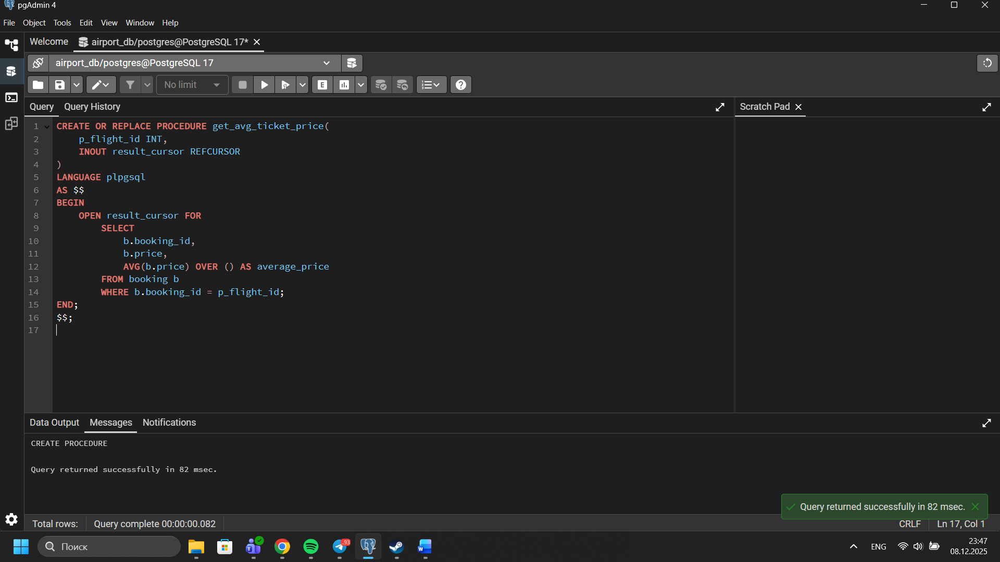 pgAdmin 4
File Object Tools Edit View Window Help
Welcome airport_db/postgres@PostgreSQL 17*
airport_db/postgres@PostgreSQL 17
No limit
E
Query Query History
Scratch Pad
1 CREATE OR REPLACE PROCEDURE get_avg_ticket_price(
2 p_flight_id INT,
3 INOUT result_cursor REFCURSOR
4 )
5 LANGUAGE plpgsql
6 AS $$
7 BEGIN
8 OPEN result_cursor FOR
9 SELECT
10 b.booking_id,
11 b.price,
12 AVG(b.price) OVER () AS average_price
13 FROM booking b
14 WHERE b.booking_id = p_flight_id;
15 END;
16 $$;
17
Data Output Messages Notifications
CREATE PROCEDURE
Query returned successfully in 82 msec.
Query returned successfully in 82 msec.
Total rows: Query complete 00:00:00.082
CRLF Ln 17, Col 1
Поиск
T
..93
W
ENG
23:47
08.12.2025